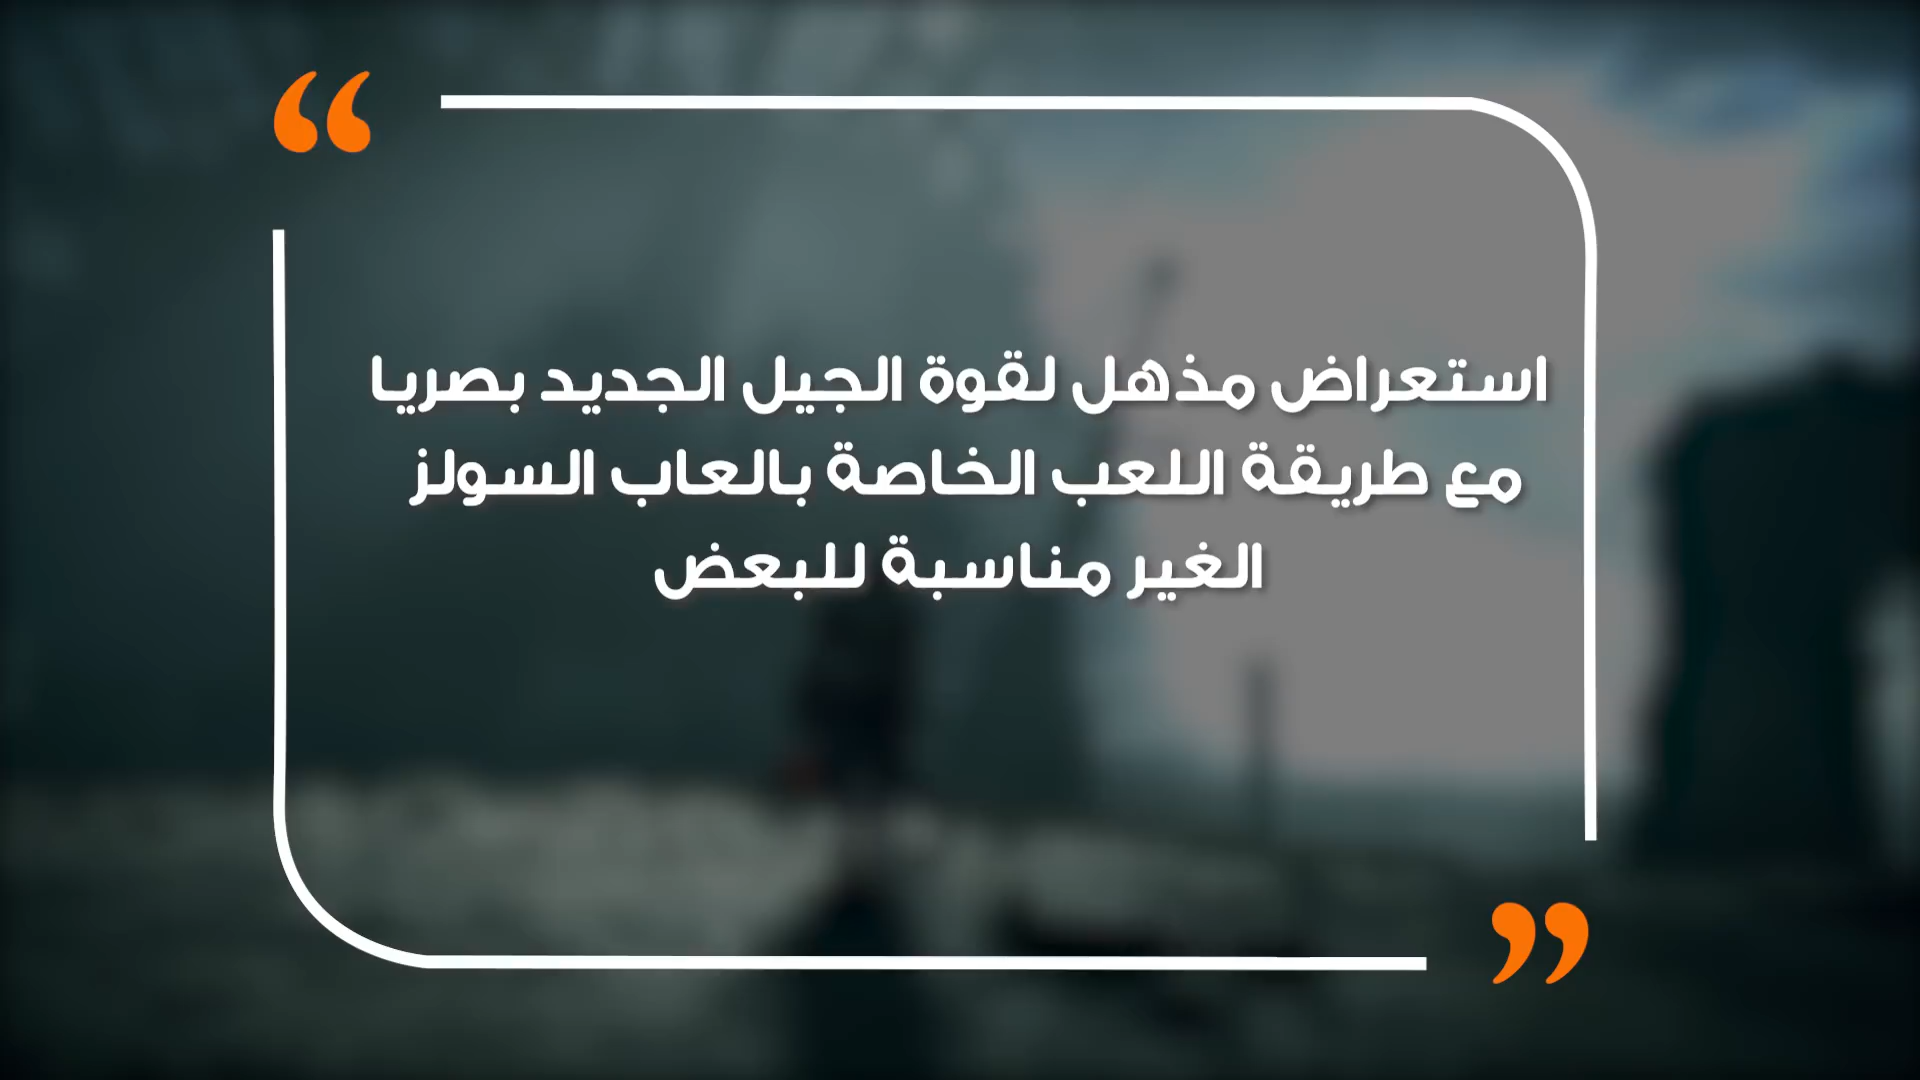 استعراض مذهل لقوة الجيل الجديد بصريا
مع طريقة اللعب الخاصة بالعاب السولز
الغير مناسبة للبعض